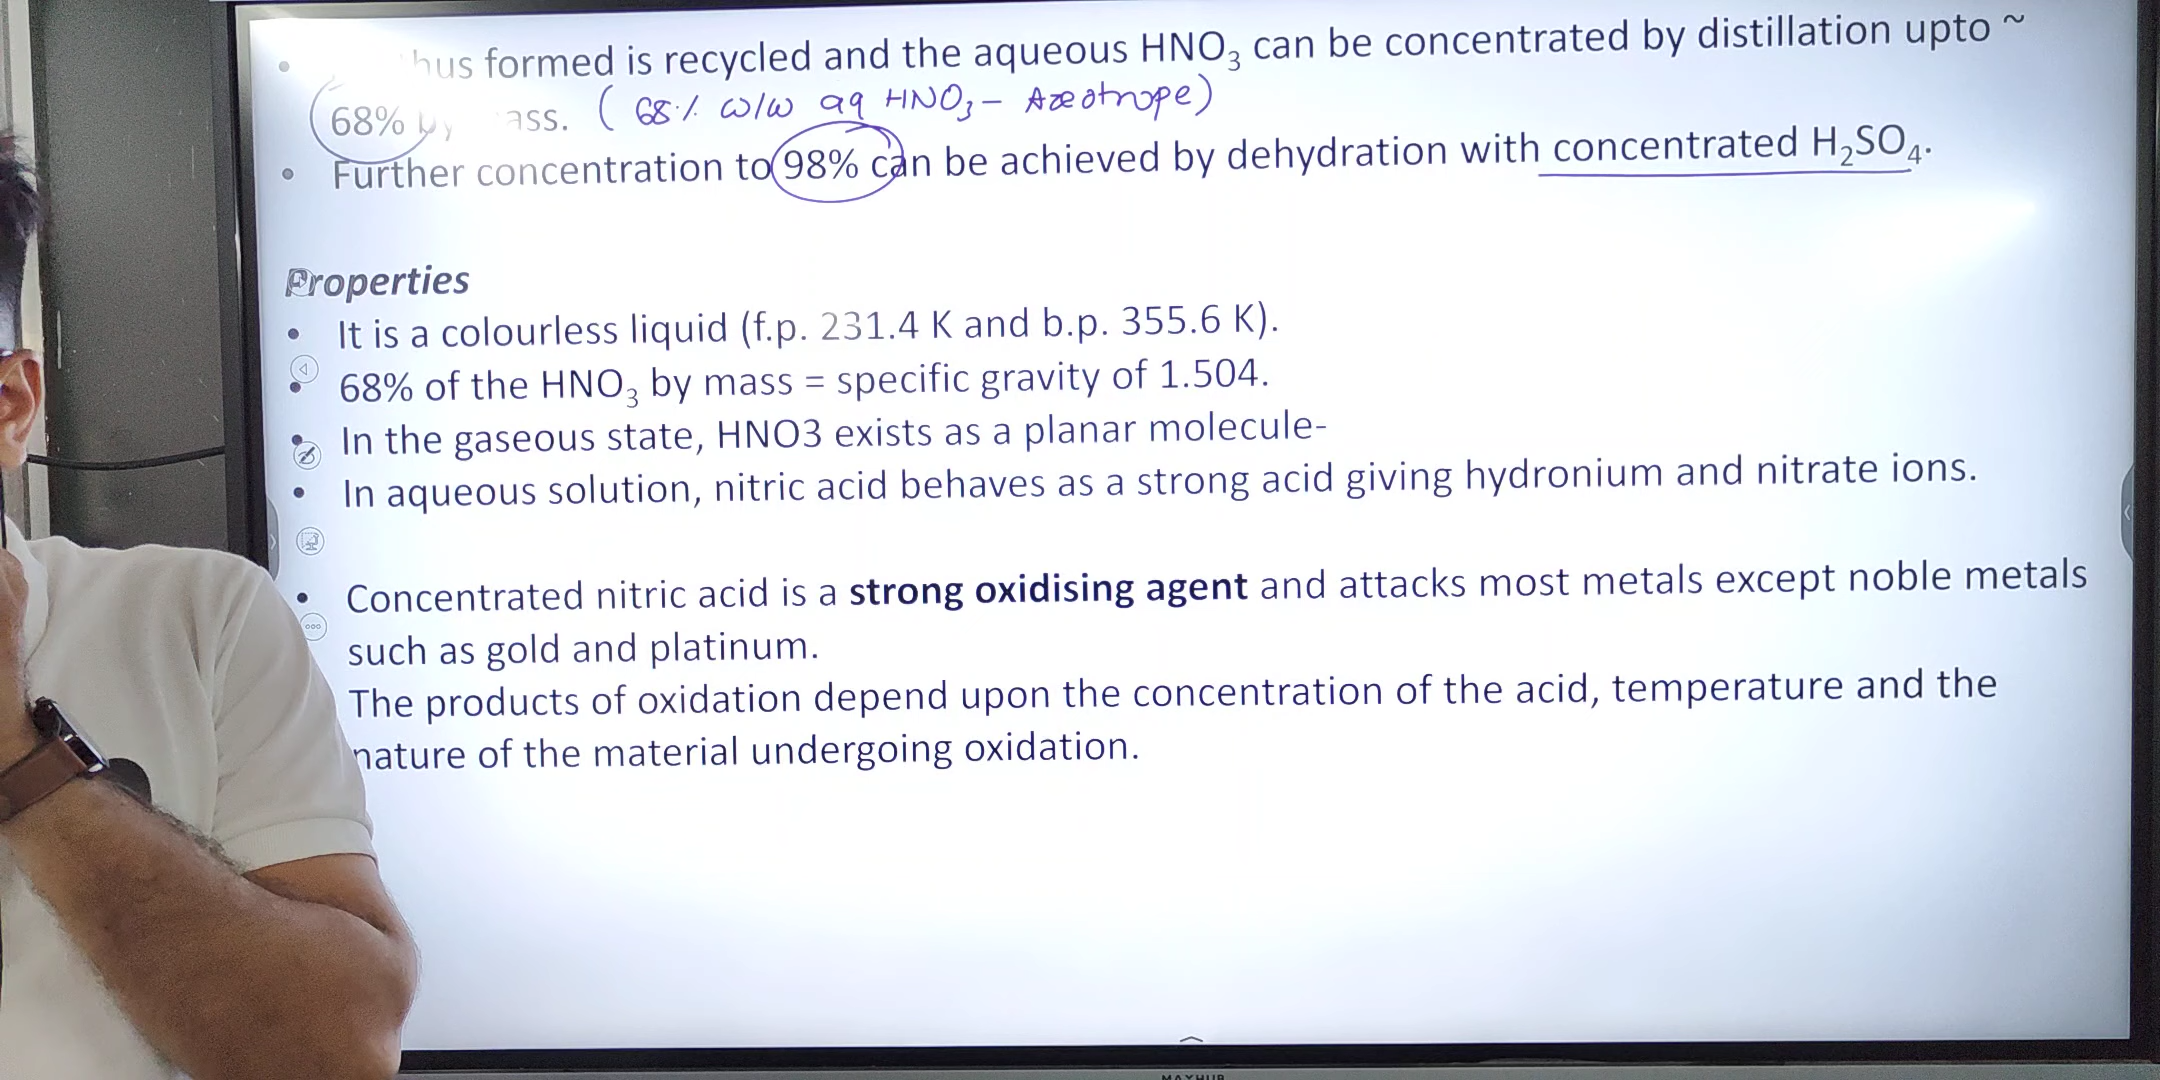 • hus formed is recycled and the aqueous HNO₃ can be concentrated by distillation upto ~
68% by ass. ( 68% w/w aq HNO₃ - Azeotrope)
• Further concentration to 98% can be achieved by dehydration with concentrated H₂SO₄.
Properties
• It is a colourless liquid (f.p. 231.4 K and b.p. 355.6 K).
• 68% of the HNO₃ by mass = specific gravity of 1.504.
• In the gaseous state, HNO3 exists as a planar molecule-
• In aqueous solution, nitric acid behaves as a strong acid giving hydronium and nitrate ions.
• Concentrated nitric acid is a strong oxidising agent and attacks most metals except noble metals
such as gold and platinum.
The products of oxidation depend upon the concentration of the acid, temperature and the
nature of the material undergoing oxidation.